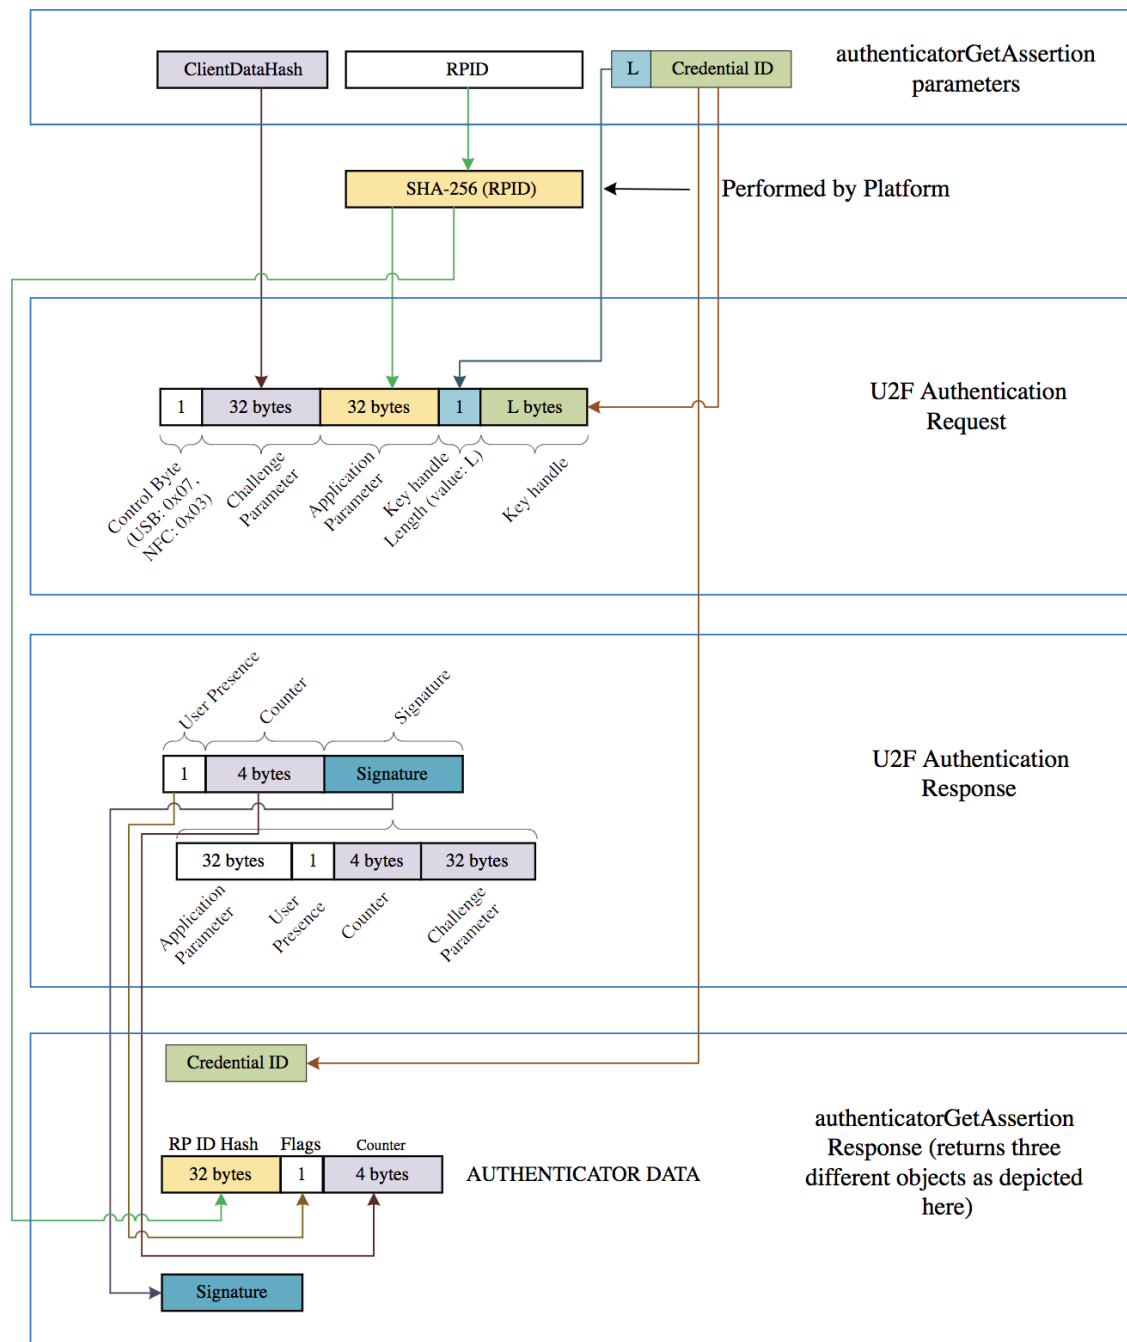 authenticatorGetAssertion
parameters
ClientDataHash
RPID
L
Credential ID
SHA-256 (RPID)
Performed by Platform
U2F Authentication
Request
1
32 bytes
32 bytes
1
L bytes
Control Byte
(USB: 0x07,
NFC: 0x03)
Challenge
Parameter
Application
Parameter
Key handle
Length (value: L)
Key handle
User Presence
Counter
Signature
U2F Authentication
Response
1
4 bytes
Signature
32 bytes
1
4 bytes
32 bytes
Application
Parameter
User
Presence
Counter
Challenge
Parameter
Credential ID
authenticatorGetAssertion
Response (returns three
different objects as depicted
here)
RP ID Hash
Flags
Counter
32 bytes
1
4 bytes
AUTHENTICATOR DATA
Signature